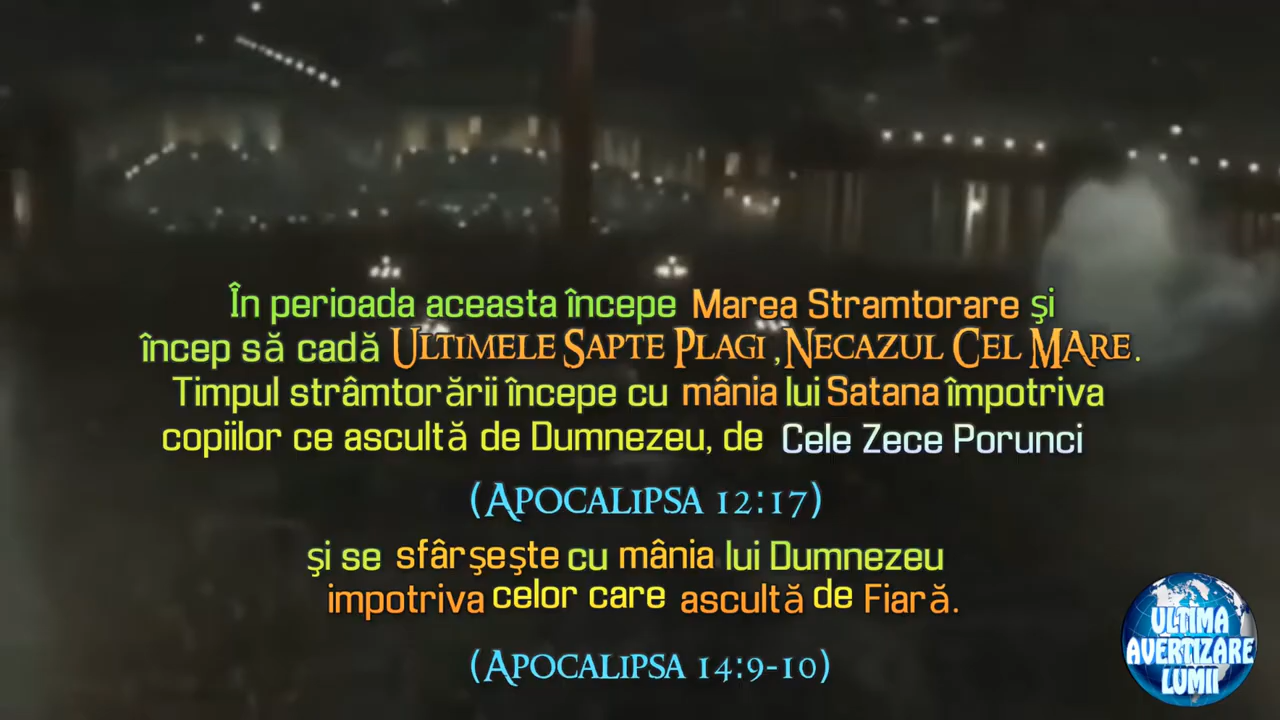 În perioada aceasta începe Marea Stramtorare şi
încep să cadă Ultimele Sapte Plagi , Necazul Cel MAre.
Timpul strâmtorării începe cu mânia lui Satana împotriva
copiilor ce ascultă de Dumnezeu, de Cele Zece Porunci
(Apocalipsa 12:17)
şi se sfârşeşte cu mânia lui Dumnezeu
impotriva celor care ascultă de Fiară.
(Apocalipsa 14:9-10)
ULTIMA
AVERTIZARE
LUMII